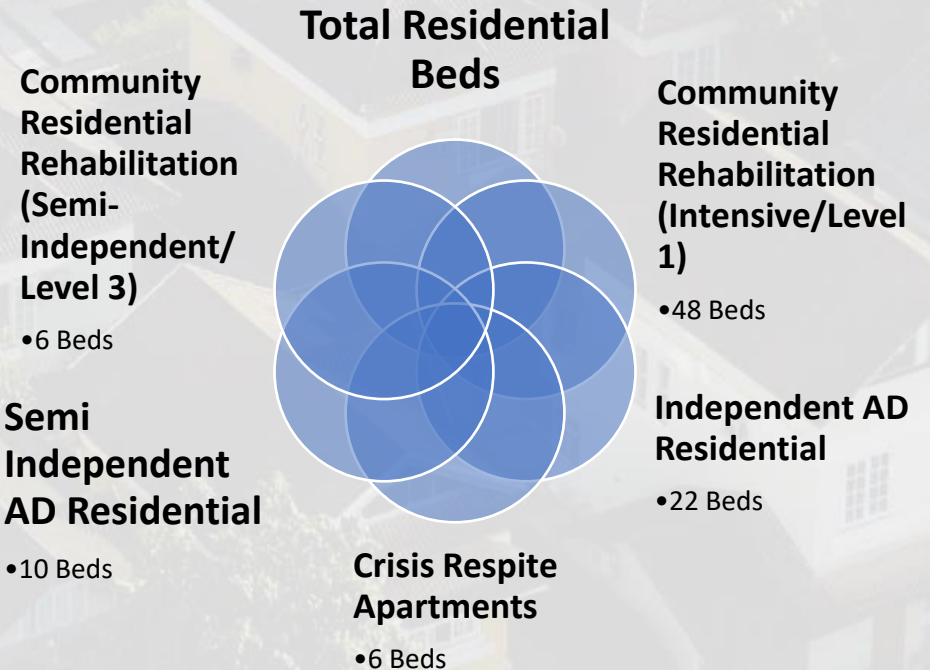 Total Residential
Beds
Community
Residential
Rehabilitation
(Semi-
Independent/
Level 3)
•6 Beds
Community
Residential
Rehabilitation
(Intensive/Level
1)
•48 Beds
Semi
Independent
AD Residential
•10 Beds
Independent AD
Residential
•22 Beds
Crisis Respite
Apartments
•6 Beds